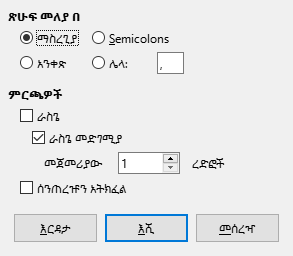 ጽሁፍ መለያ በ
ማስረጊያ Semicolons
አንቀጽ ሌላ: ,
ምርጫዎች
ራስጌ
ራስጌ መድገሚያ
መጀመሪያው 1 ረድፎች
ሰንጠረዡን አትክፈል
እርዳታ እሺ መሰረዣ